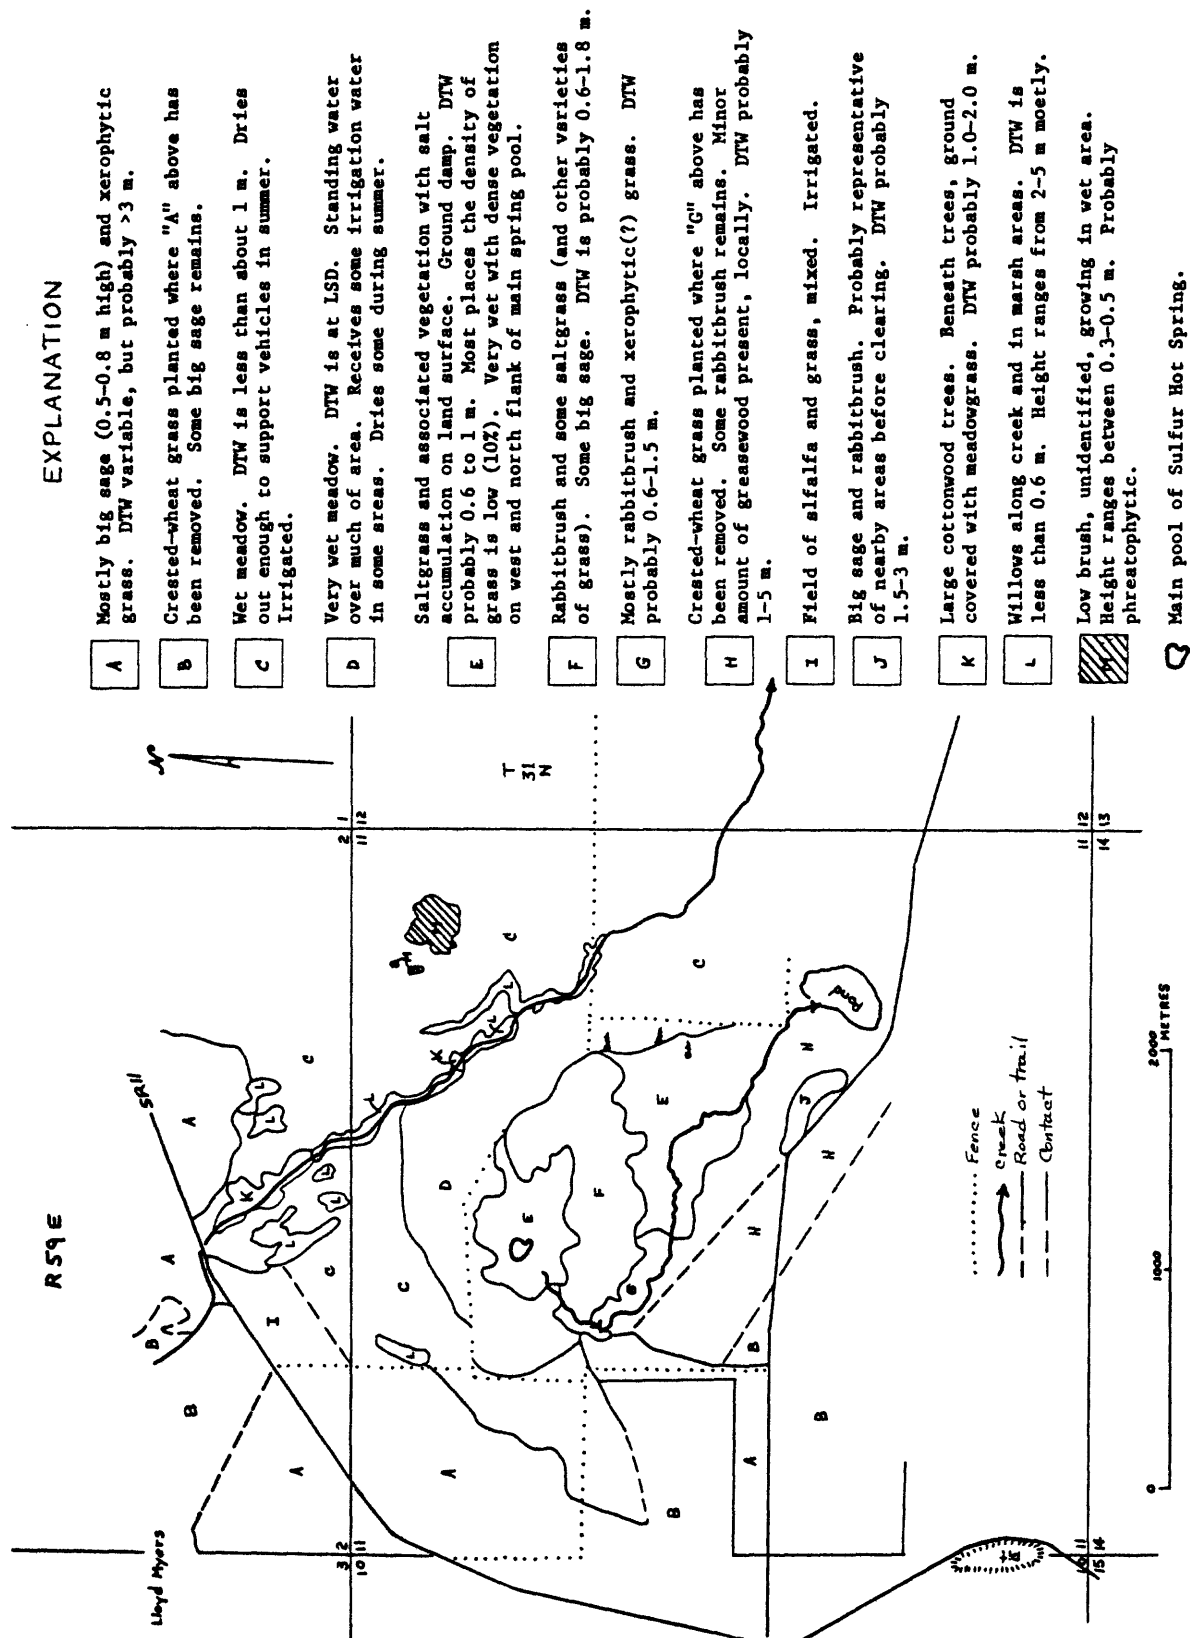 EXPLANATION
A
Mostly big sage (0.5-0.8 m high) and xerophytic
grass. DTW variable, but probably >3 m.
B
Crested-wheat grass planted where "A" above has
been removed. Some big sage remains.
C
Wet meadow. DTW is less than about 1 m. Dries
out enough to support vehicles in summer.
Irrigated.
D
Very wet meadow. DTW is at LSD. Standing water
over much of area. Receives some irrigation water
in some areas. Dries some during summer.
E
Saltgrass and associated vegetation with salt
accumulation on land surface. Ground damp. DTW
probably 0.6 to 1 m. Most places the density of
grass is low (10%). Very wet with dense vegetation
on west and north flank of main spring pool.
F
Rabbitbrush and some saltgrass (and other varieties
of grass). Some big sage. DTW is probably 0.6-1.8 m.
G
Mostly rabbitbrush and xerophytic(?) grass. DTW
probably 0.6-1.5 m.
H
Crested-wheat grass planted where "G" above has
been removed. Some rabbitbrush remains. Minor
amount of greasewood present, locally. DTW probably
1-5 m.
I
Field of alfalfa and grass, mixed. Irrigated.
J
Big sage and rabbitbrush. Probably representative
of nearby areas before clearing. DTW probably
1.5-3 m.
K
Large cottonwood trees. Beneath trees, ground
covered with meadowgrass. DTW probably 1.0-2.0 m.
L
Willows along creek and in marsh areas. DTW is
less than 0.6 m. Height ranges from 2-5 m mostly.
M
Low brush, unidentified, growing in wet area.
Height ranges between 0.3-0.5 m. Probably
phreatophytic.
Main pool of Sulfur Hot Spring.
R59E
Lloyd Myers
SR11
N
T
31
N
3 2
10 11
2 1
11 12
11 12
14 13
10 11
15 14
B
A
A
B
A
I
K
L
L
L
L
L
C
C
A
A
C
L
D
L
K
L
L
C
M
E
F
E
G
C
B
B
A
B
H
H
H
J
Pond
Fence
Creek
Road or trail
Contact
0
1000
2000
METRES